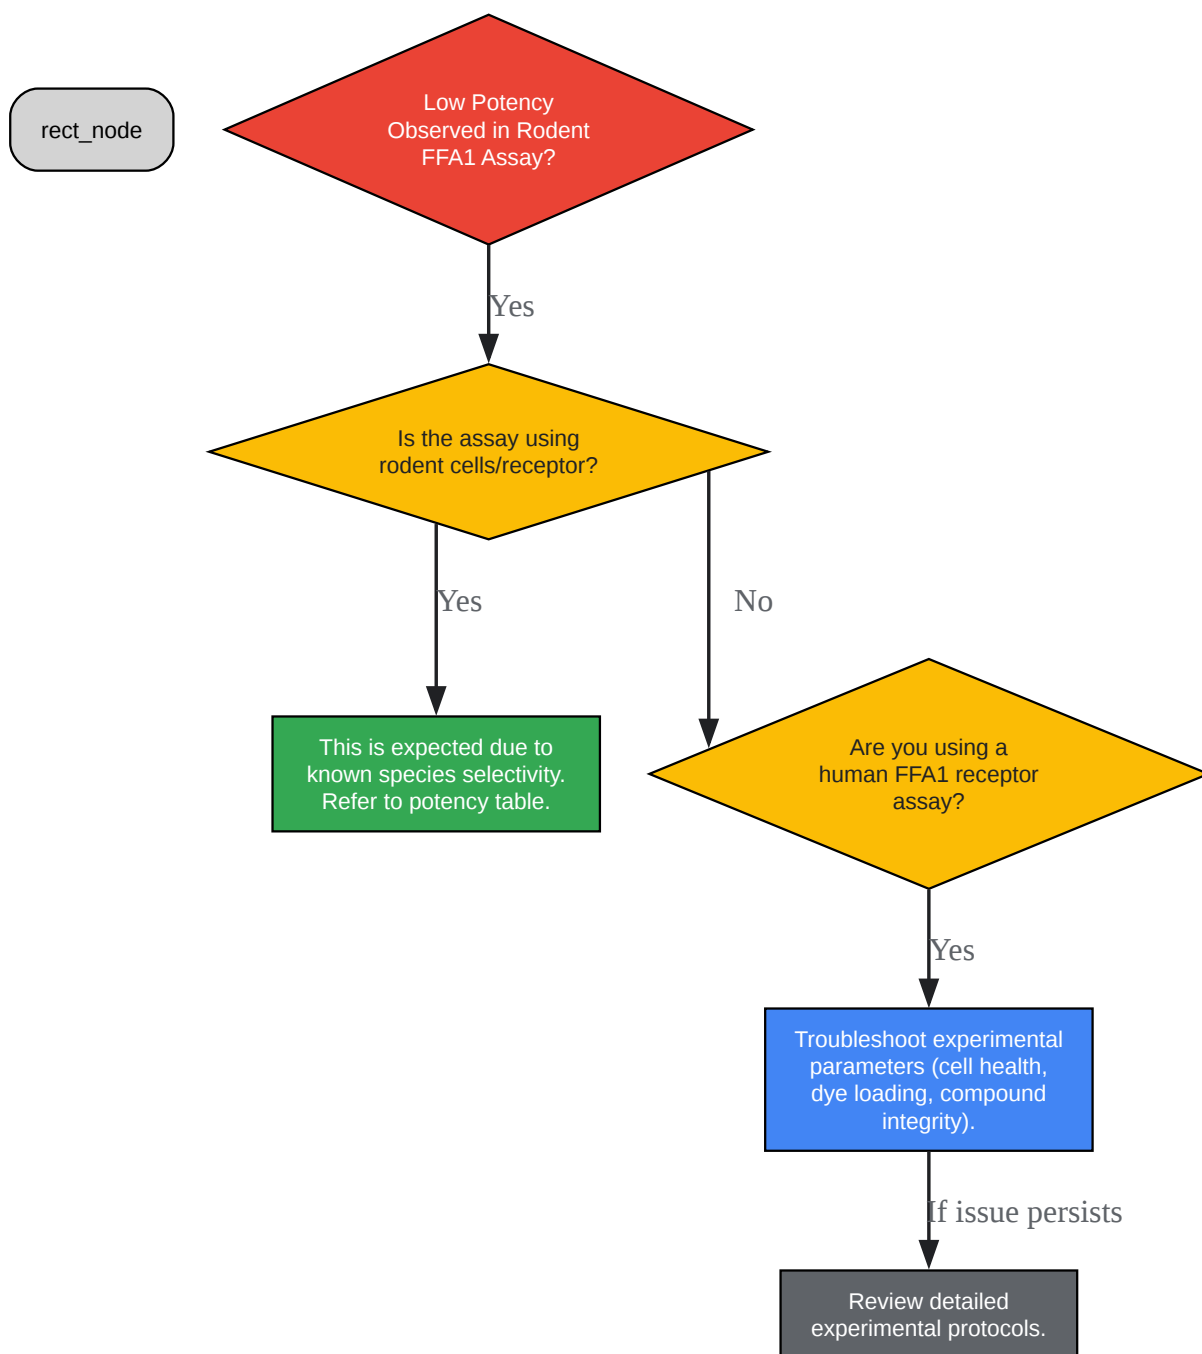 rect_node
Low Potency
Observed in Rodent
FFA1 Assay?
Yes
Is the assay using
rodent cells/receptor?
Yes
No
This is expected due to
known species selectivity.
Refer to potency table.
Are you using a
human FFA1 receptor
assay?
Yes
Troubleshoot experimental
parameters (cell health,
dye loading, compound
integrity).
If issue persists
Review detailed
experimental protocols.